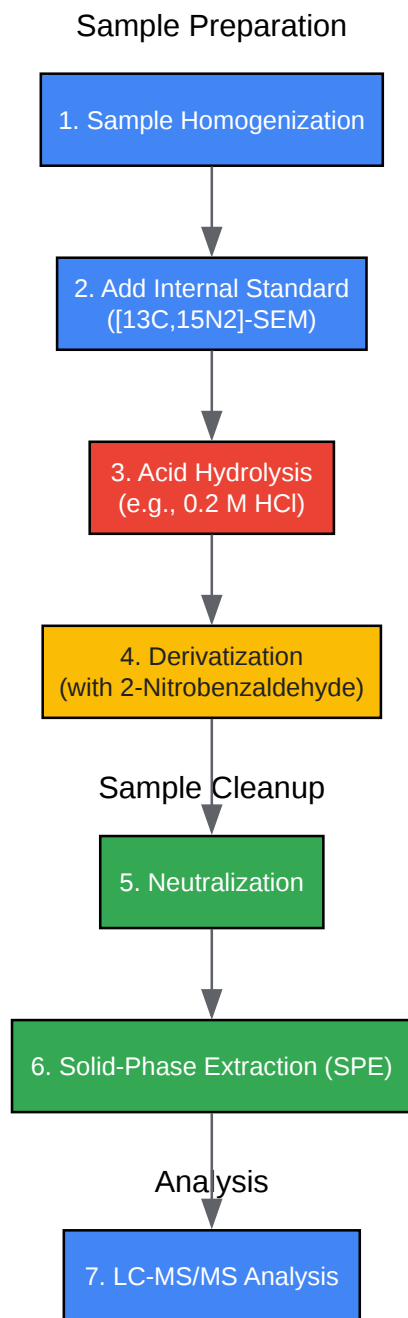 Sample Preparation
1. Sample Homogenization
2. Add Internal Standard
([13C,15N2]-SEM)
3. Acid Hydrolysis
(e.g., 0.2 M HCl)
4. Derivatization
(with 2-Nitrobenzaldehyde)
Sample Cleanup
5. Neutralization
6. Solid-Phase Extraction (SPE)
Analysis
7. LC-MS/MS Analysis